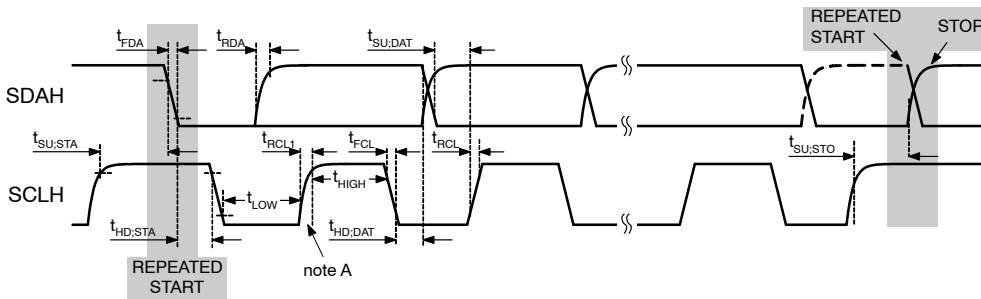 REPEATED
START
STOP
t_FDA
t_RDA
t_SU;DAT
SDAH
t_SU;STA
t_RCL1
t_FCL
t_RCL
t_SU;STO
SCLH
t_HIGH
t_LOW
t_HD;STA
t_HD;DAT
note A
REPEATED
START